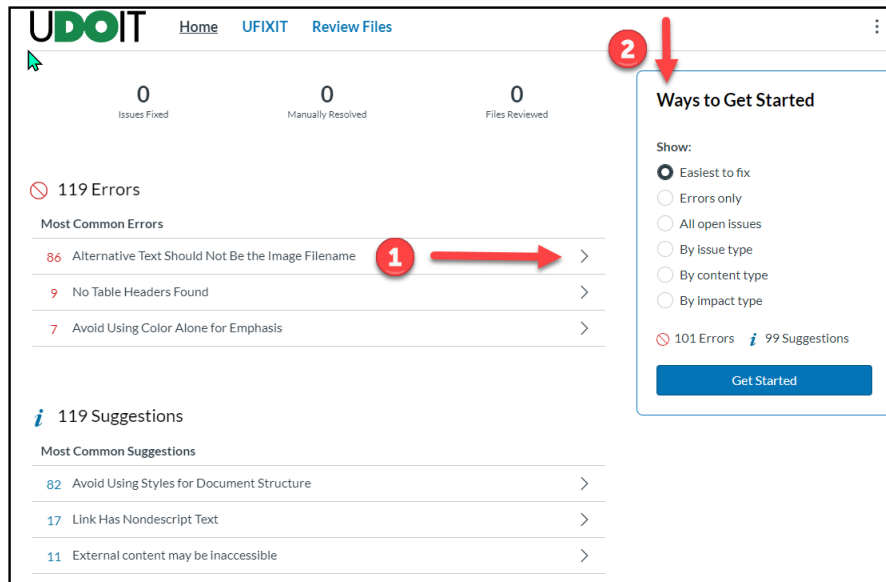 UDOIT Home UFIXIT Review Files
2
0 0 0
Issues Fixed Manually Resolved Files Reviewed
119 Errors
Most Common Errors
86 Alternative Text Should Not Be the Image Filename 1
9 No Table Headers Found
7 Avoid Using Color Alone for Emphasis
119 Suggestions
Most Common Suggestions
82 Avoid Using Styles for Document Structure
17 Link Has Nondescript Text
11 External content may be inaccessible
Ways to Get Started
Show:
Easiest to fix
Errors only
All open issues
By issue type
By content type
By impact type
101 Errors i 99 Suggestions
Get Started